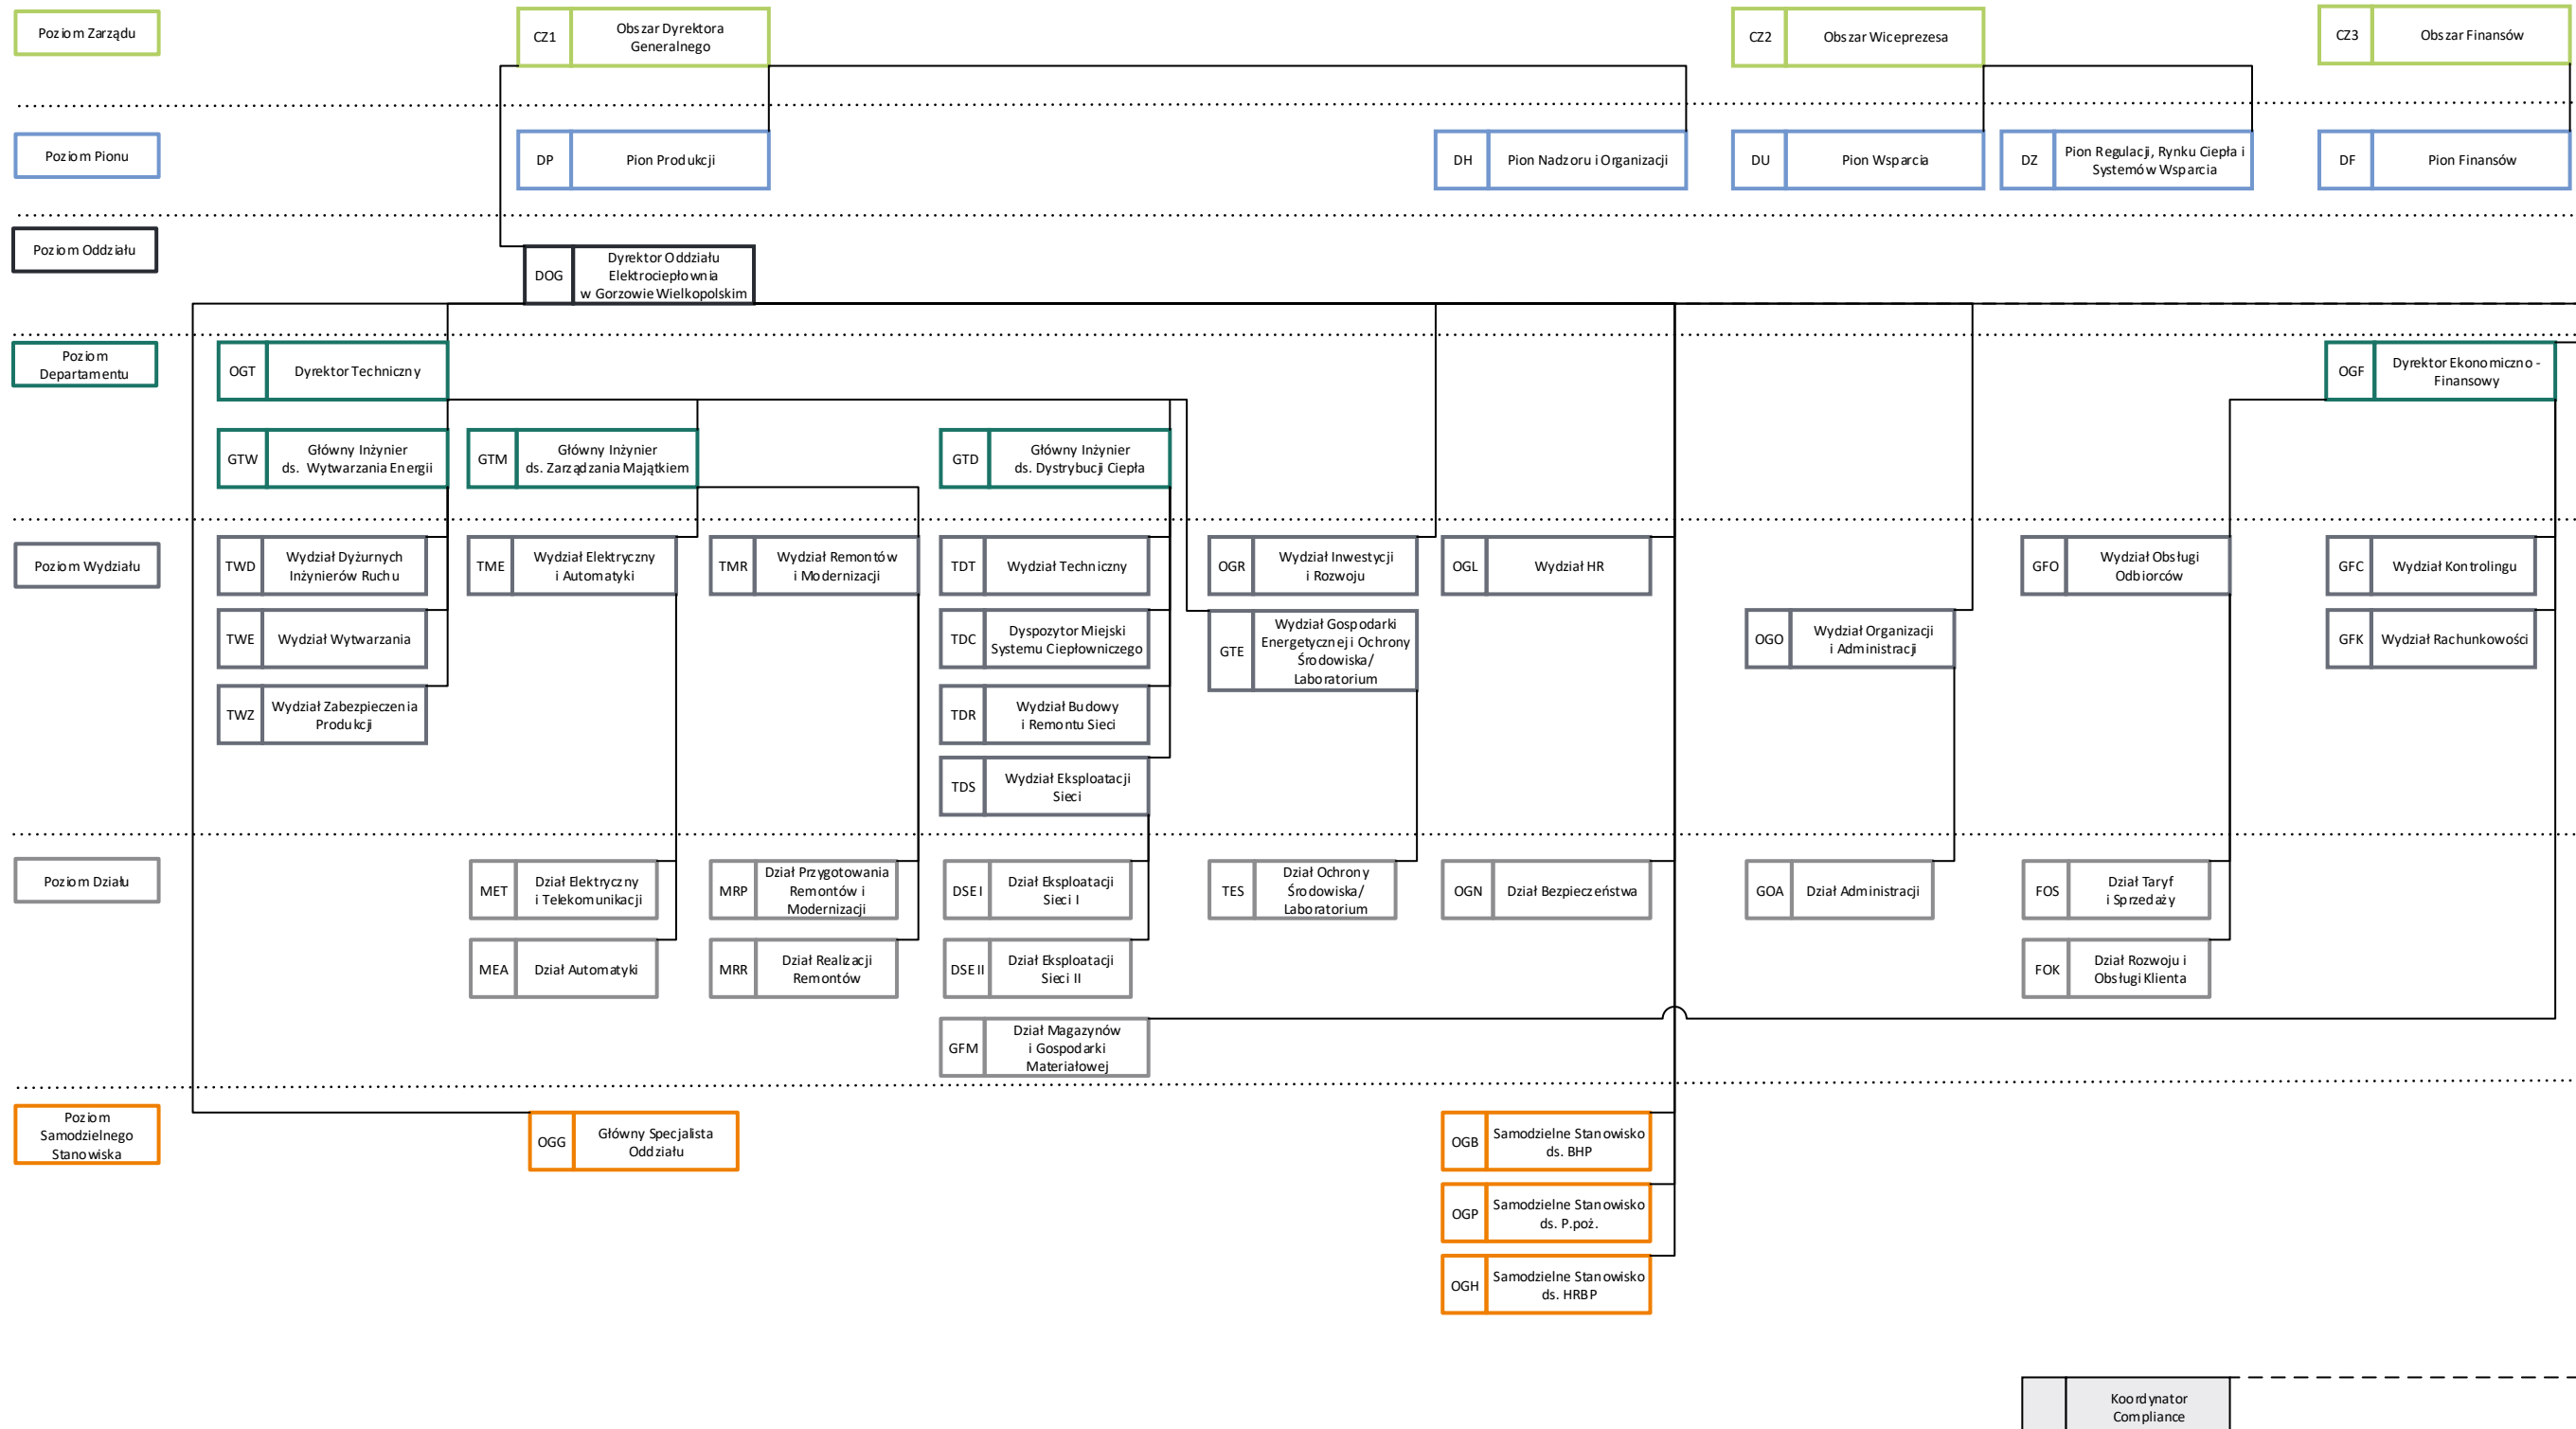 Poziom Zarządu
CZ1
Obszar Dyrektora
Generalnego
CZ2
Obszar Wiceprezesa
CZ3
Obszar Finansów
Poziom Pionu
DP
Pion Produkcji
DH
Pion Nadzoru i Organizacji
DU
Pion Wsparcia
DZ
Pion Regulacji, Rynku Ciepła i
Systemów Wsparcia
DF
Pion Finansów
Poziom Oddziału
DOG
Dyrektor Oddziału
Elektrociepłownia
w Gorzowie Wielkopolskim
Poziom
Departamentu
OGT
Dyrektor Techniczny
OGF
Dyrektor Ekonomiczno -
Finansowy
GTW
Główny Inżynier
ds. Wytwarzania Energii
GTM
Główny Inżynier
ds. Zarządzania Majątkiem
GTD
Główny Inżynier
ds. Dystrybucji Ciepła
Poziom Wydziału
TWD
Wydział Dyżurnych
Inżynierów Ruchu
TME
Wydział Elektryczny
i Automatyki
TMR
Wydział Remontów
i Modernizacji
TDT
Wydział Techniczny
OGR
Wydział Inwestycji
i Rozwoju
OGL
Wydział HR
GFO
Wydział Obsługi
Odbiorców
GFC
Wydział Kontrolingu
TWE
Wydział Wytwarzania
TDC
Dyspozytor Miejski
Systemu Ciepłowniczego
GTE
Wydział Gospodarki
Energetycznej i Ochrony
Środowiska/
Laboratorium
OGO
Wydział Organizacji
i Administracji
GFK
Wydział Rachunkowości
TWZ
Wydział Zabezpieczenia
Produkcji
TDR
Wydział Budowy
i Remontu Sieci
TDS
Wydział Eksploatacji
Sieci
Poziom Działu
MET
Dział Elektryczny
i Telekomunikacji
MRP
Dział Przygotowania
Remontów i
Modernizacji
DSE I
Dział Eksploatacji
Sieci I
TES
Dział Ochrony
Środowiska/
Laboratorium
OGN
Dział Bezpieczeństwa
GOA
Dział Administracji
FOS
Dział Taryf
i Sprzedaży
MEA
Dział Automatyki
MRR
Dział Realizacji
Remontów
DSE II
Dział Eksploatacji
Sieci II
FOK
Dział Rozwoju i
Obsługi Klienta
GFM
Dział Magazynów
i Gospodarki
Materiałowej
Poziom
Samodzielnego
Stanowiska
OGG
Główny Specjalista
Oddziału
OGB
Samodzielne Stanowisko
ds. BHP
OGP
Samodzielne Stanowisko
ds. P.poż.
OGH
Samodzielne Stanowisko
ds. HRBP
Koordynator
Compliance